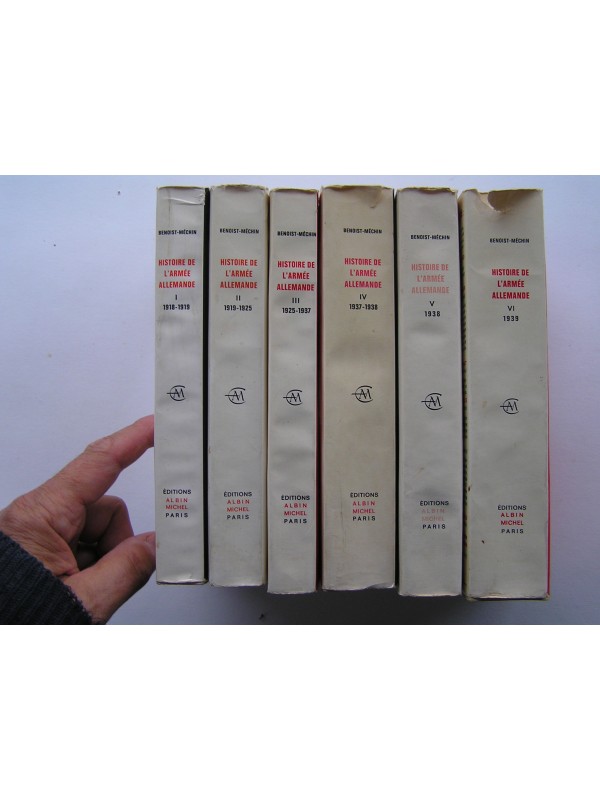 BENOIST-MÉCHIN
HISTOIRE DE
L'ARMÉE
ALLEMANDE
I
1918-1919
ÉDITIONS
ALBIN
MICHEL
PARIS
BENOIST-MÉCHIN
HISTOIRE DE
L'ARMÉE
ALLEMANDE
II
1919-1925
ÉDITIONS
ALBIN
MICHEL
PARIS
BENOIST-MÉCHIN
HISTOIRE DE
L'ARMÉE
ALLEMANDE
III
1925-1937
ÉDITIONS
ALBIN
MICHEL
PARIS
BENOIST-MÉCHIN
HISTOIRE DE
L'ARMÉE
ALLEMANDE
IV
1937-1938
ÉDITIONS
ALBIN
MICHEL
PARIS
BENOIST-MÉCHIN
HISTOIRE DE
L'ARMÉE
ALLEMANDE
V
1938
ÉDITIONS
ALBIN
MICHEL
PARIS
BENOIST-MÉCHIN
HISTOIRE DE
L'ARMÉE
ALLEMANDE
VI
1939
ÉDITIONS
ALBIN
MICHEL
PARIS